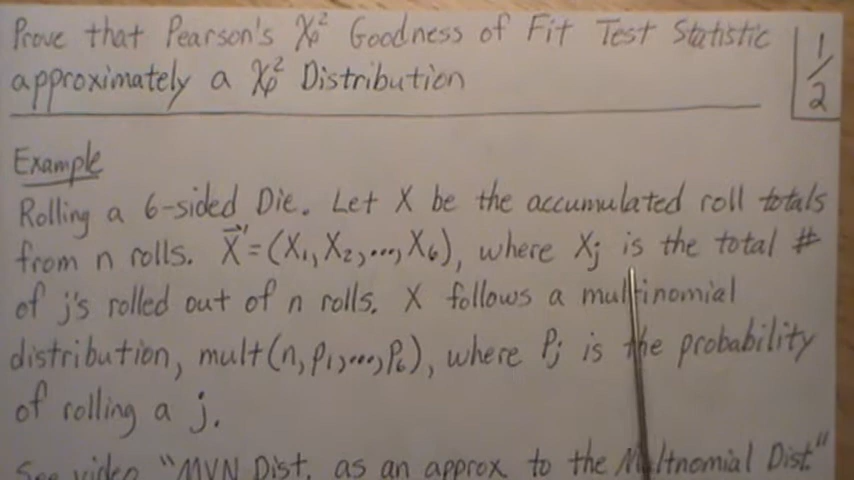 Prove that Pearson's χρ² Goodness of Fit Test Statistic
approximately a χρ² Distribution
1/2
Example
Rolling a 6-sided Die. Let X be the accumulated roll totals
from n rolls. X⃗' = (X₁, X₂, ..., X₆), where Xj is the total #
of j's rolled out of n rolls. X follows a multinomial
distribution, mult(n, p₁, ..., p₆), where Pj is the probability
of rolling a j.
See video "MVN Dist. as an approx to the Multnomial Dist."